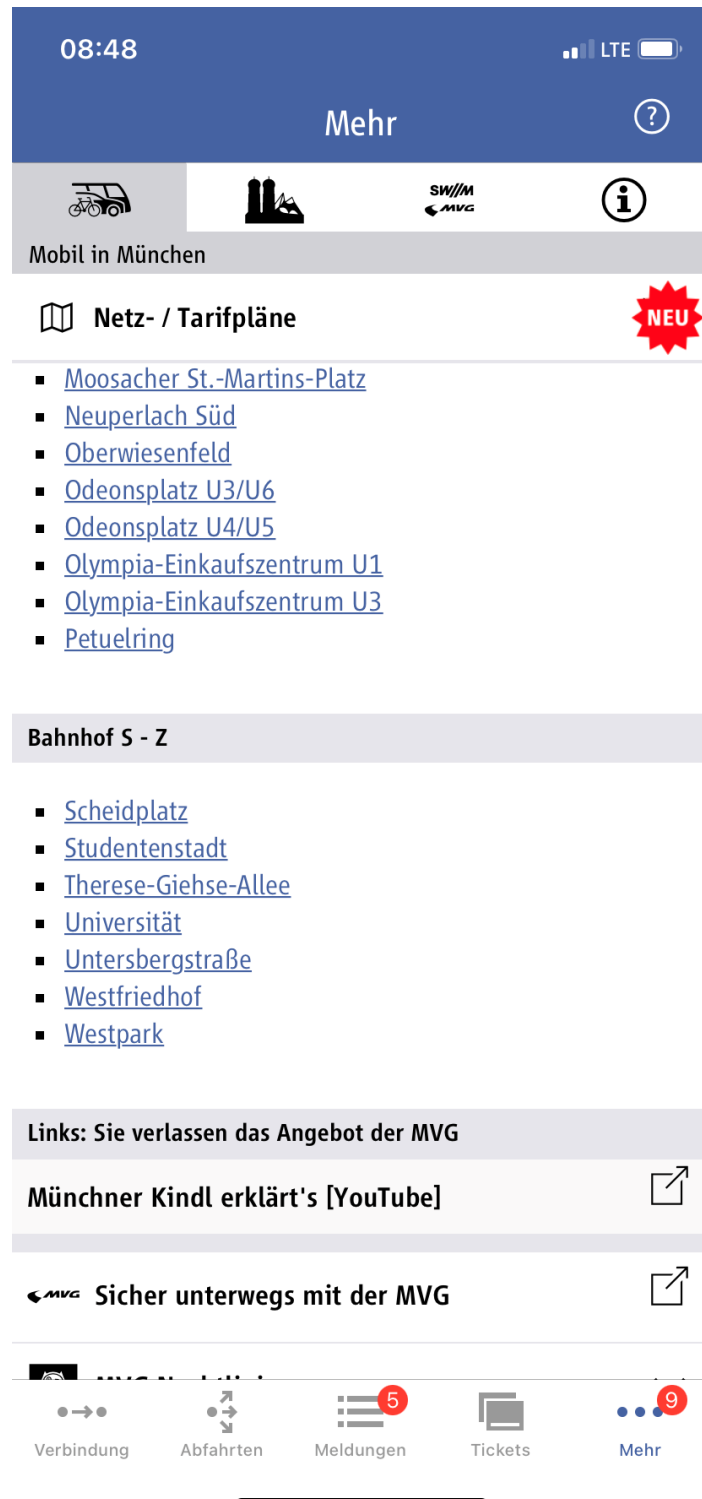 08:48
LTE
Mehr
?
SW//M
MVG
Mobil in München
Netz- / Tarifpläne
NEU
Moosacher St.-Martins-Platz
Neuperlach Süd
Oberwiesenfeld
Odeonsplatz U3/U6
Odeonsplatz U4/U5
Olympia-Einkaufszentrum U1
Olympia-Einkaufszentrum U3
Petuelring
Bahnhof S - Z
Scheidplatz
Studentenstadt
Therese-Giehse-Allee
Universität
Untersbergstraße
Westfriedhof
Westpark
Links: Sie verlassen das Angebot der MVG
Münchner Kindl erklärt's [YouTube]
MVG Sicher unterwegs mit der MVG
5
9
Verbindung Abfahrten Meldungen Tickets Mehr